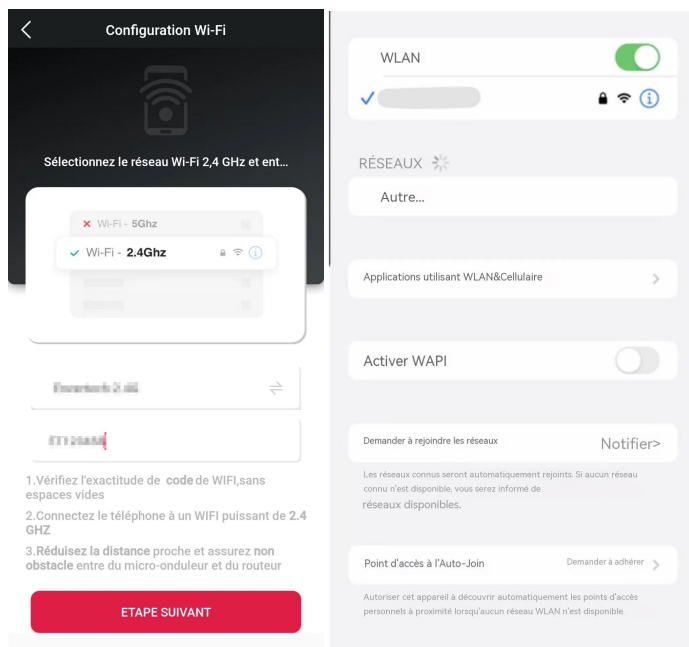 Configuration Wi-Fi
Sélectionnez le réseau Wi-Fi 2,4 GHz et ent...
Wi-Fi - 5Ghz
Wi-Fi - 2.4Ghz
1.Vérifiez l'exactitude de code de WIFI,sans
espaces vides
2.Connectez le téléphone à un WIFI puissant de 2.4
GHZ
3.Réduisez la distance proche et assurez non
obstacle entre du micro-onduleur et du routeur
ETAPE SUIVANT
WLAN
RÉSEAUX
Autre...
Applications utilisant WLAN&Cellulaire
Activer WAPI
Demander à rejoindre les réseaux
Notifier>
Les réseaux connus seront automatiquement rejoints. Si aucun réseau
connu n'est disponible, vous serez informé de
réseaux disponibles.
Point d'accès à l'Auto-Join
Demander à adhérer
Autoriser cet appareil à découvrir automatiquement les points d'accès
personnels à proximité lorsqu'aucun réseau WLAN n'est disponible.